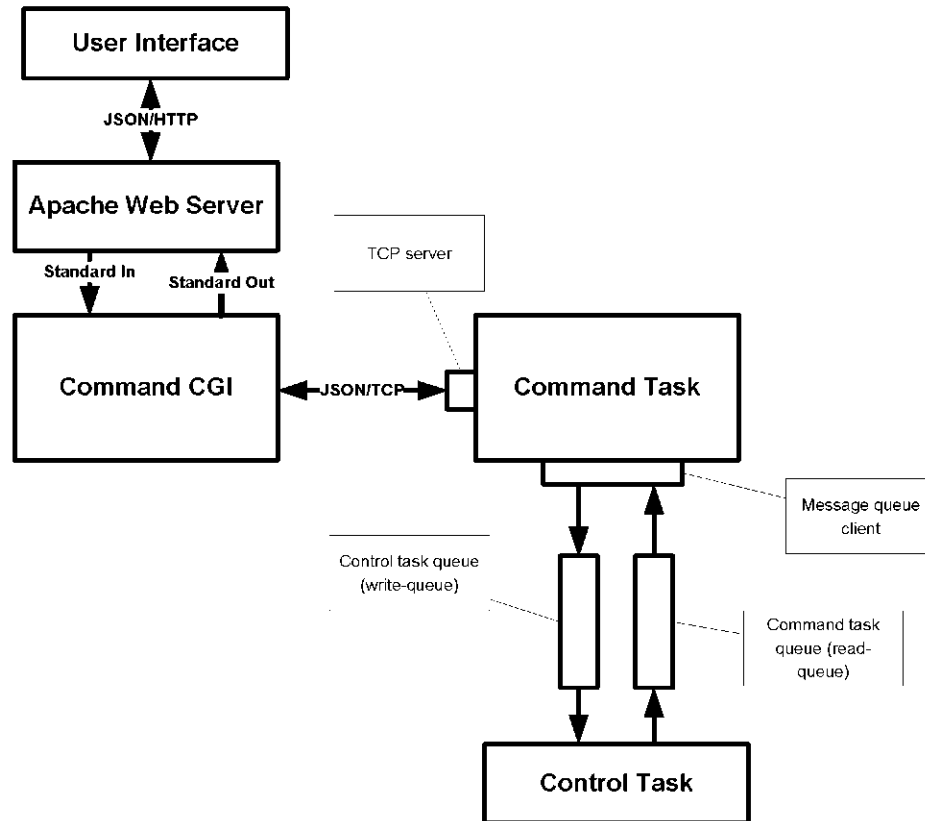 User Interface
JSON/HTTP
Apache Web Server
TCP server
Standard In
Standard Out
Command CGI
JSON/TCP
Command Task
Message queue
client
Control task queue
(write-queue)
Command task
queue (read-
queue)
Control Task